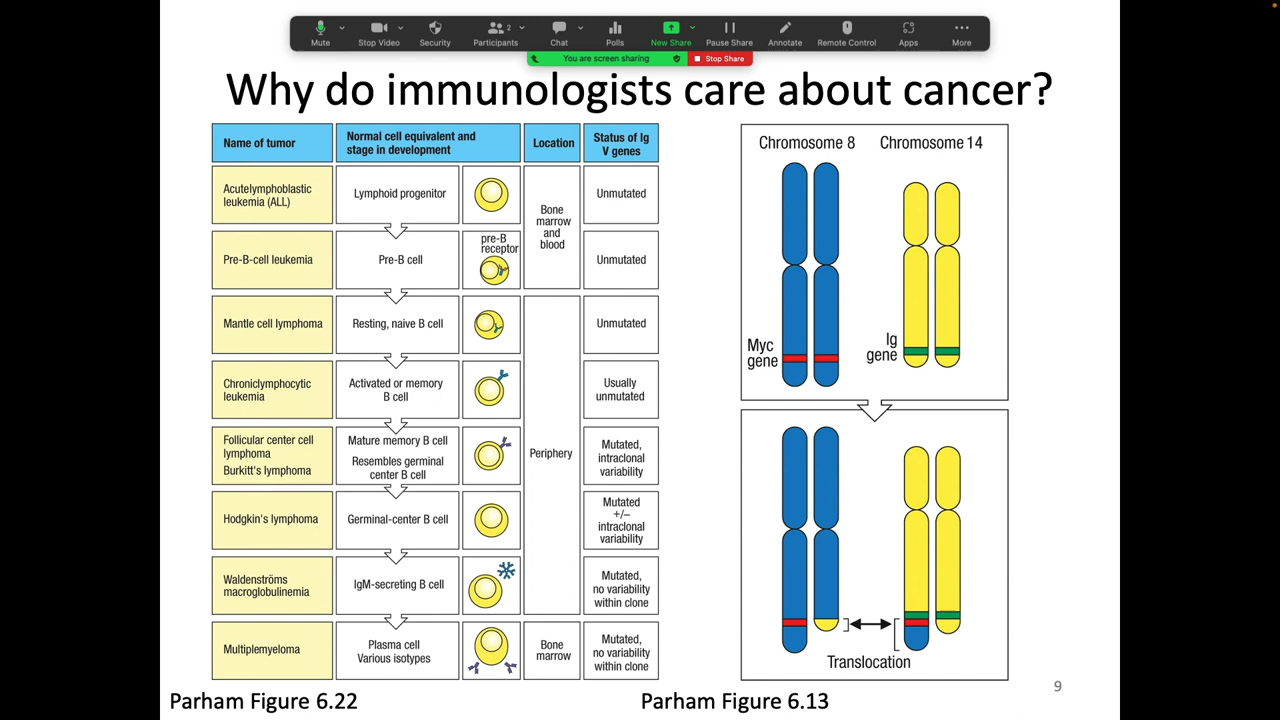 Mute
Stop Video
Security
Participants
2
Chat
Polls
New Share
Pause Share
Annotate
Remote Control
Apps
More
You are screen sharing
Stop Share
Why do immunologists care about cancer?
Name of tumor
Normal cell equivalent and
stage in development
Location
Status of Ig
V genes
Acutelymphoblastic
leukemia (ALL)
Lymphoid progenitor
Bone
marrow
and
blood
Unmutated
Pre-B-cell leukemia
Pre-B cell
pre-B
receptor
Unmutated
Mantle cell lymphoma
Resting, naive B cell
Unmutated
Chroniclymphocytic
leukemia
Activated or memory
B cell
Usually
unmutated
Follicular center cell
lymphoma
Burkitt's lymphoma
Mature memory B cell
Resembles germinal
center B cell
Periphery
Mutated,
intraclonal
variability
Hodgkin's lymphoma
Germinal-center B cell
Mutated
+/–
intraclonal
variability
Waldenströms
macroglobulinemia
IgM-secreting B cell
Mutated,
no variability
within clone
Multiplemyeloma
Plasma cell
Various isotypes
Bone
marrow
Mutated,
no variability
within clone
Chromosome 8
Chromosome 14
Myc
gene
Ig
gene
Translocation
Parham Figure 6.22
Parham Figure 6.13
9